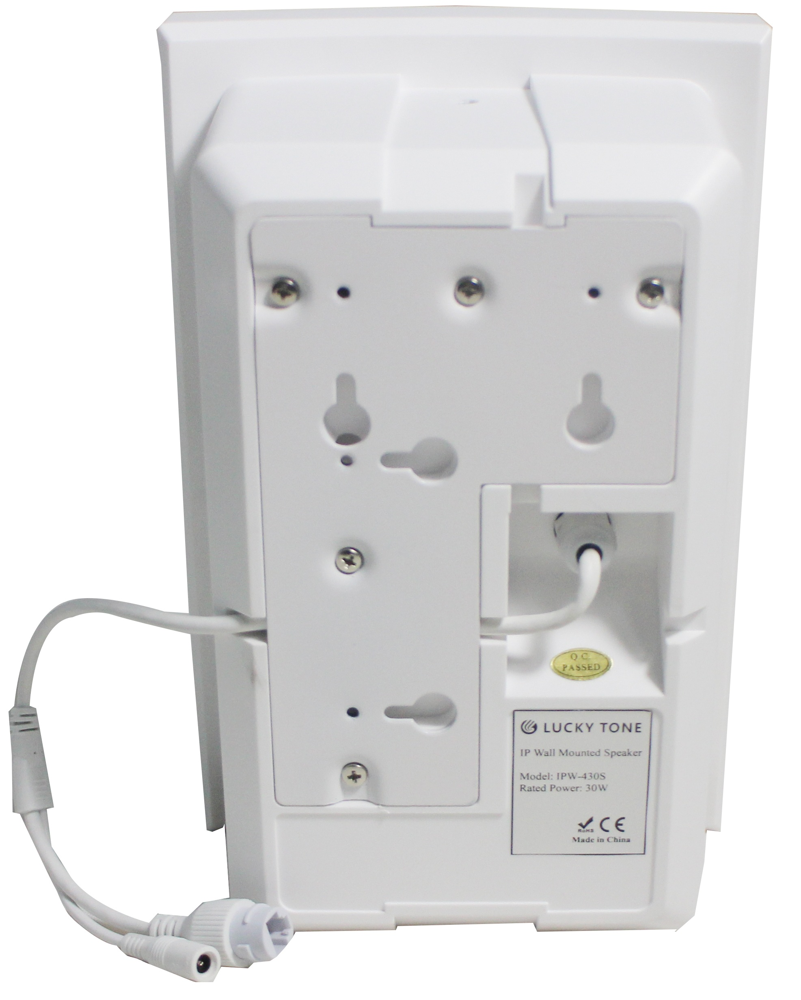 Q.C.
PASSED
LUCKY TONE
IP Wall Mounted Speaker
Model: IPW-430S
Rated Power: 30W
RoHS CE
Made in China